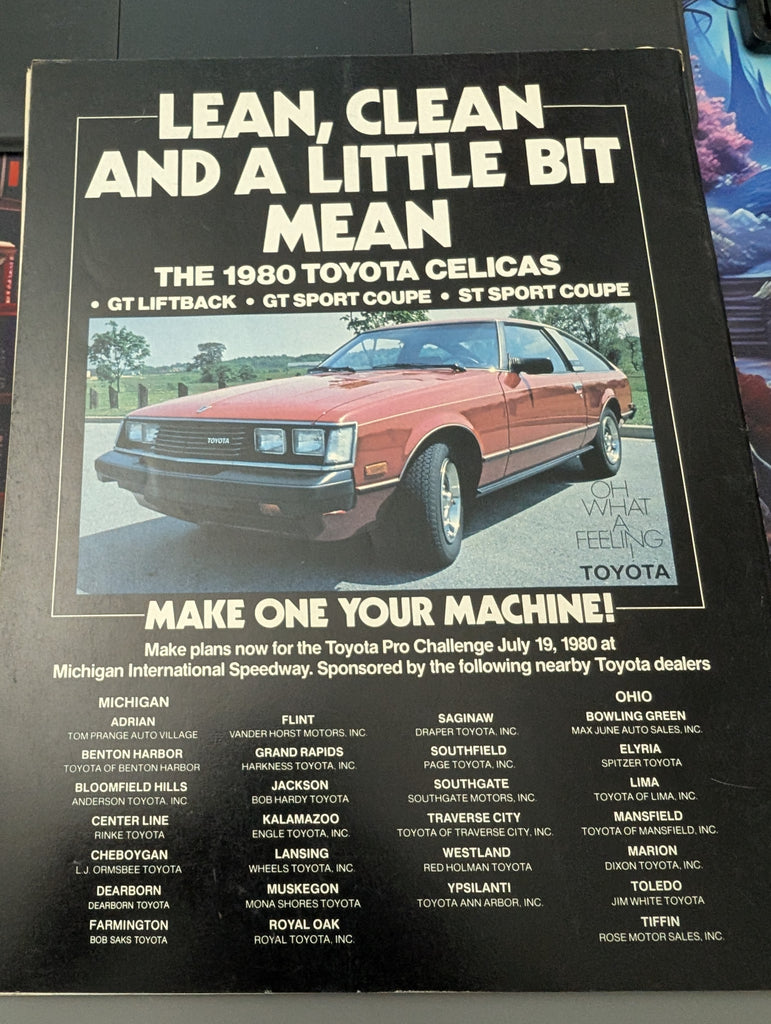 LEAN, CLEAN
AND A LITTLE BIT
MEAN
THE 1980 TOYOTA CELICAS
• GT LIFTBACK • GT SPORT COUPE • ST SPORT COUPE
TOYOTA
OH
WHAT
A
FEELING
!
TOYOTA
MAKE ONE YOUR MACHINE!
Make plans now for the Toyota Pro Challenge July 19, 1980 at
Michigan International Speedway. Sponsored by the following nearby Toyota dealers
MICHIGAN
ADRIAN
TOM PRANGE AUTO VILLAGE
BENTON HARBOR
TOYOTA OF BENTON HARBOR
BLOOMFIELD HILLS
ANDERSON TOYOTA, INC.
CENTER LINE
RINKE TOYOTA
CHEBOYGAN
L.J. ORMSBEE TOYOTA
DEARBORN
DEARBORN TOYOTA
FARMINGTON
BOB SAKS TOYOTA
FLINT
VANDER HORST MOTORS, INC.
GRAND RAPIDS
HARKNESS TOYOTA, INC.
JACKSON
BOB HARDY TOYOTA
KALAMAZOO
ENGLE TOYOTA, INC.
LANSING
WHEELS TOYOTA, INC.
MUSKEGON
MONA SHORES TOYOTA
ROYAL OAK
ROYAL TOYOTA, INC.
SAGINAW
DRAPER TOYOTA, INC.
SOUTHFIELD
PAGE TOYOTA, INC.
SOUTHGATE
SOUTHGATE MOTORS, INC.
TRAVERSE CITY
TOYOTA OF TRAVERSE CITY, INC.
WESTLAND
RED HOLMAN TOYOTA
YPSILANTI
TOYOTA ANN ARBOR, INC.
OHIO
BOWLING GREEN
MAX JUNE AUTO SALES, INC.
ELYRIA
SPITZER TOYOTA
LIMA
TOYOTA OF LIMA, INC.
MANSFIELD
TOYOTA OF MANSFIELD, INC.
MARION
DIXON TOYOTA, INC.
TOLEDO
JIM WHITE TOYOTA
TIFFIN
ROSE MOTOR SALES, INC.